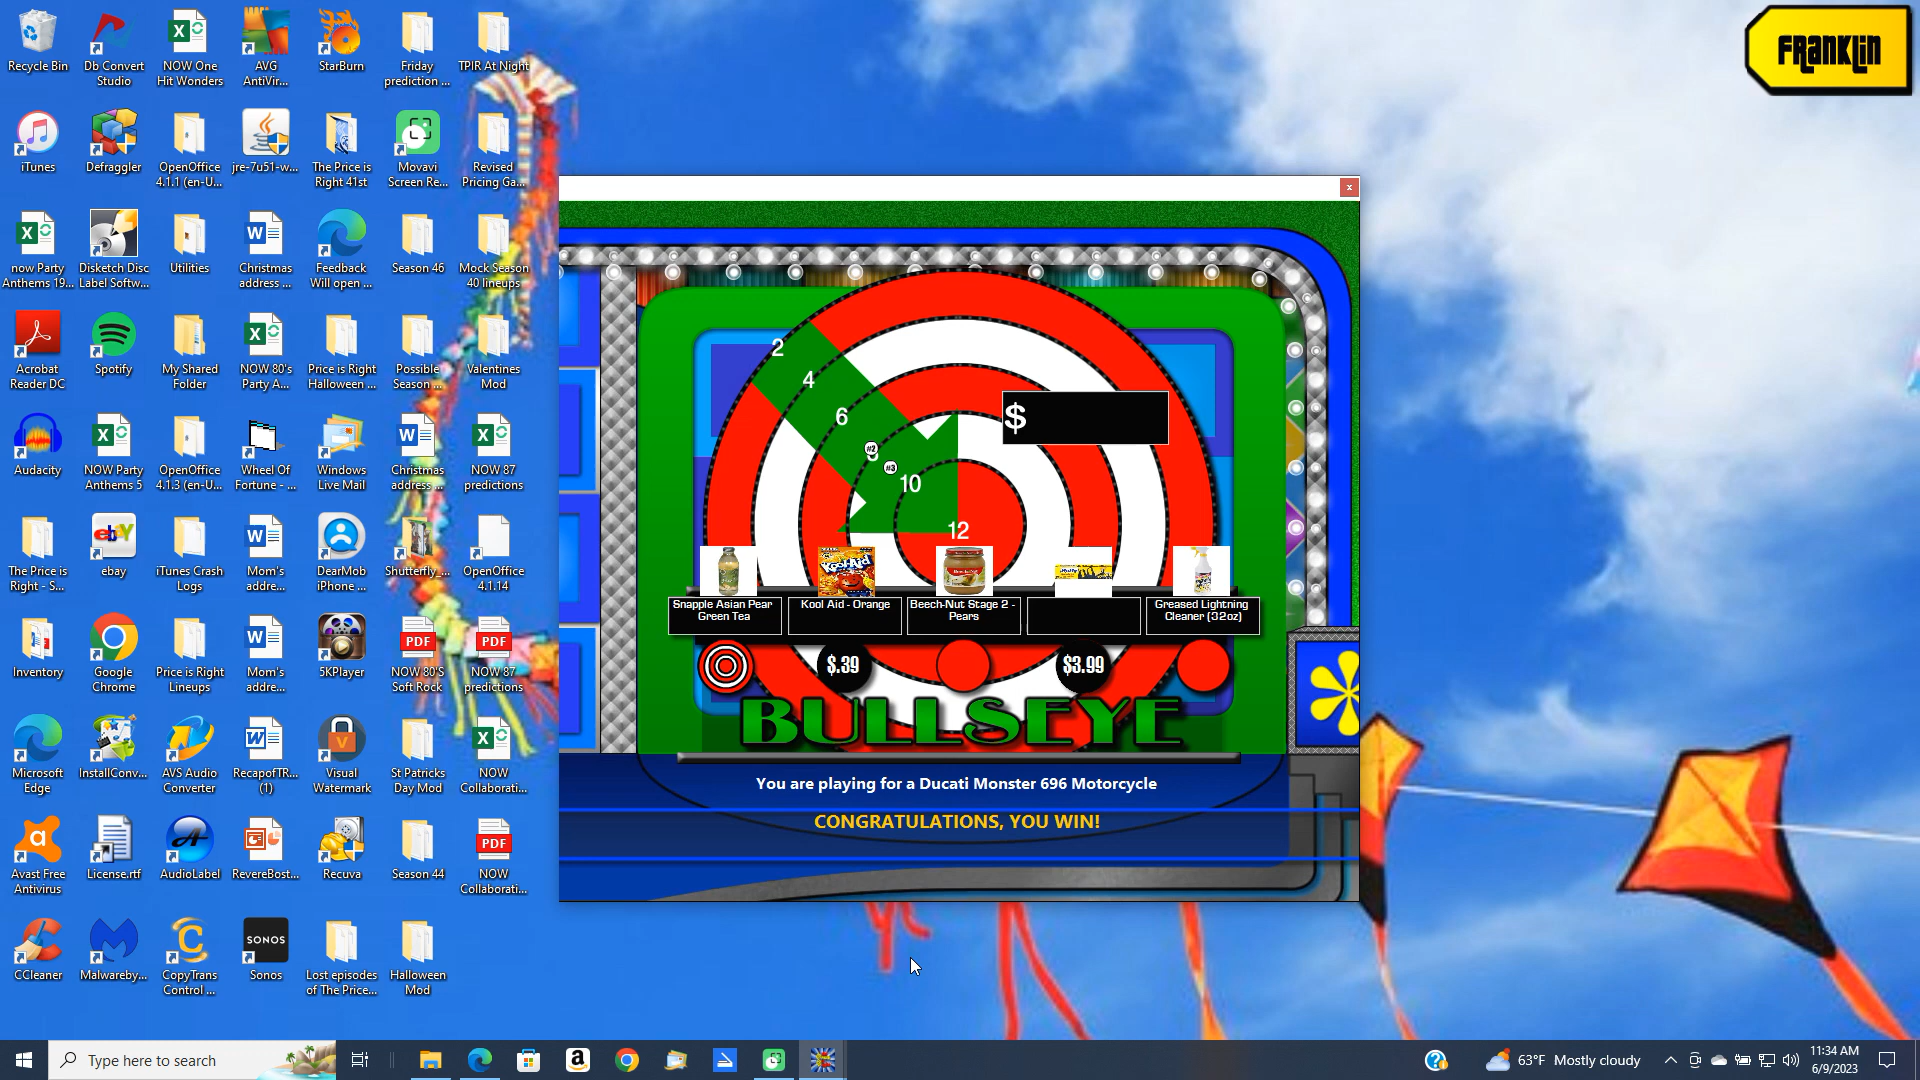 Recycle Bin
Db Convert
Studio
NOW One
Hit Wonders
AVG
AntiVir...
StarBurn
Friday
prediction ...
TPIR At Night
FRANKLIN
iTunes
Defraggler
OpenOffice
4.1.1 (en-U...
jre-7u51-w...
The Price is
Right 41st
Movavi
Screen Re...
Revised
Pricing Ga...
now Party
Anthems 19...
Disketch Disc
Label Softw...
Utilities
Christmas
address ...
Feedback
Will open ...
Season 46
Mock Season
40 lineups
Acrobat
Reader DC
Spotify
My Shared
Folder
NOW 80's
Party A...
Price is Right
Halloween ...
Possible
Season ...
Valentines
Mod
Audacity
NOW Party
Anthems 5
OpenOffice
4.1.3 (en-U...
Wheel Of
Fortune - ...
Windows
Live Mail
Christmas
address ...
NOW 87
predictions
The Price is
Right - S...
ebay
iTunes Crash
Logs
Mom's
addre...
DearMob
iPhone ...
Shutterfly_...
OpenOffice
4.1.14
Inventory
Google
Chrome
Price is Right
Lineups
Mom's
addre...
5KPlayer
PDF
NOW 80'S
Soft Rock
PDF
NOW 87
predictions
Microsoft
Edge
InstallConv...
AVS Audio
Converter
RecapofTR...
(1)
Visual
Watermark
St Patricks
Day Mod
NOW
Collaborati...
Avast Free
Antivirus
License.rtf
AudioLabel
RevereBost...
Recuva
Season 44
PDF
NOW
Collaborati...
CCleaner
Malwareby...
CopyTrans
Control ...
SONOS
Sonos
Lost episodes
of The Price...
Halloween
Mod
2
4
6
#2
#3
10
12
$
Kool-Aid
Snapple Asian Pear
Green Tea
Kool Aid - Orange
Beech-Nut Stage 2 -
Pears
Greased Lightning
Cleaner (32oz)
$.39
$3.99
BULLSEYE
You are playing for a Ducati Monster 696 Motorcycle
CONGRATULATIONS, YOU WIN!
Type here to search
63°F Mostly cloudy
11:34 AM
6/9/2023